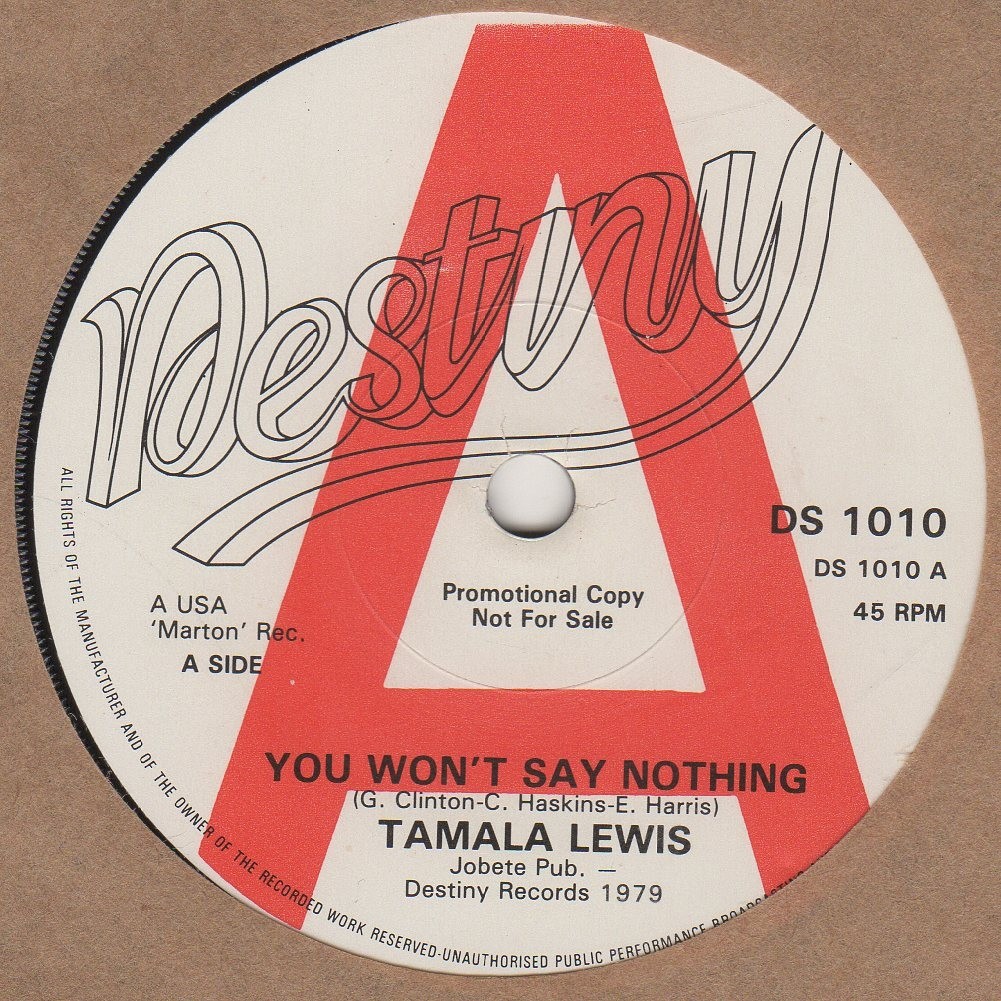 A
Destiny
DS 1010
DS 1010 A
45 RPM
Promotional Copy
Not For Sale
A USA
‘Marton’ Rec.
A SIDE
YOU WON'T SAY NOTHING
(G. Clinton-C. Haskins-E. Harris)
TAMALA LEWIS
Jobete Pub. —
Destiny Records 1979
ALL RIGHTS OF THE MANUFACTURER AND OF THE OWNER OF THE RECORDED WORK RESERVED-UNAUTHORISED PUBLIC PERFORMANCE BROADCASTING